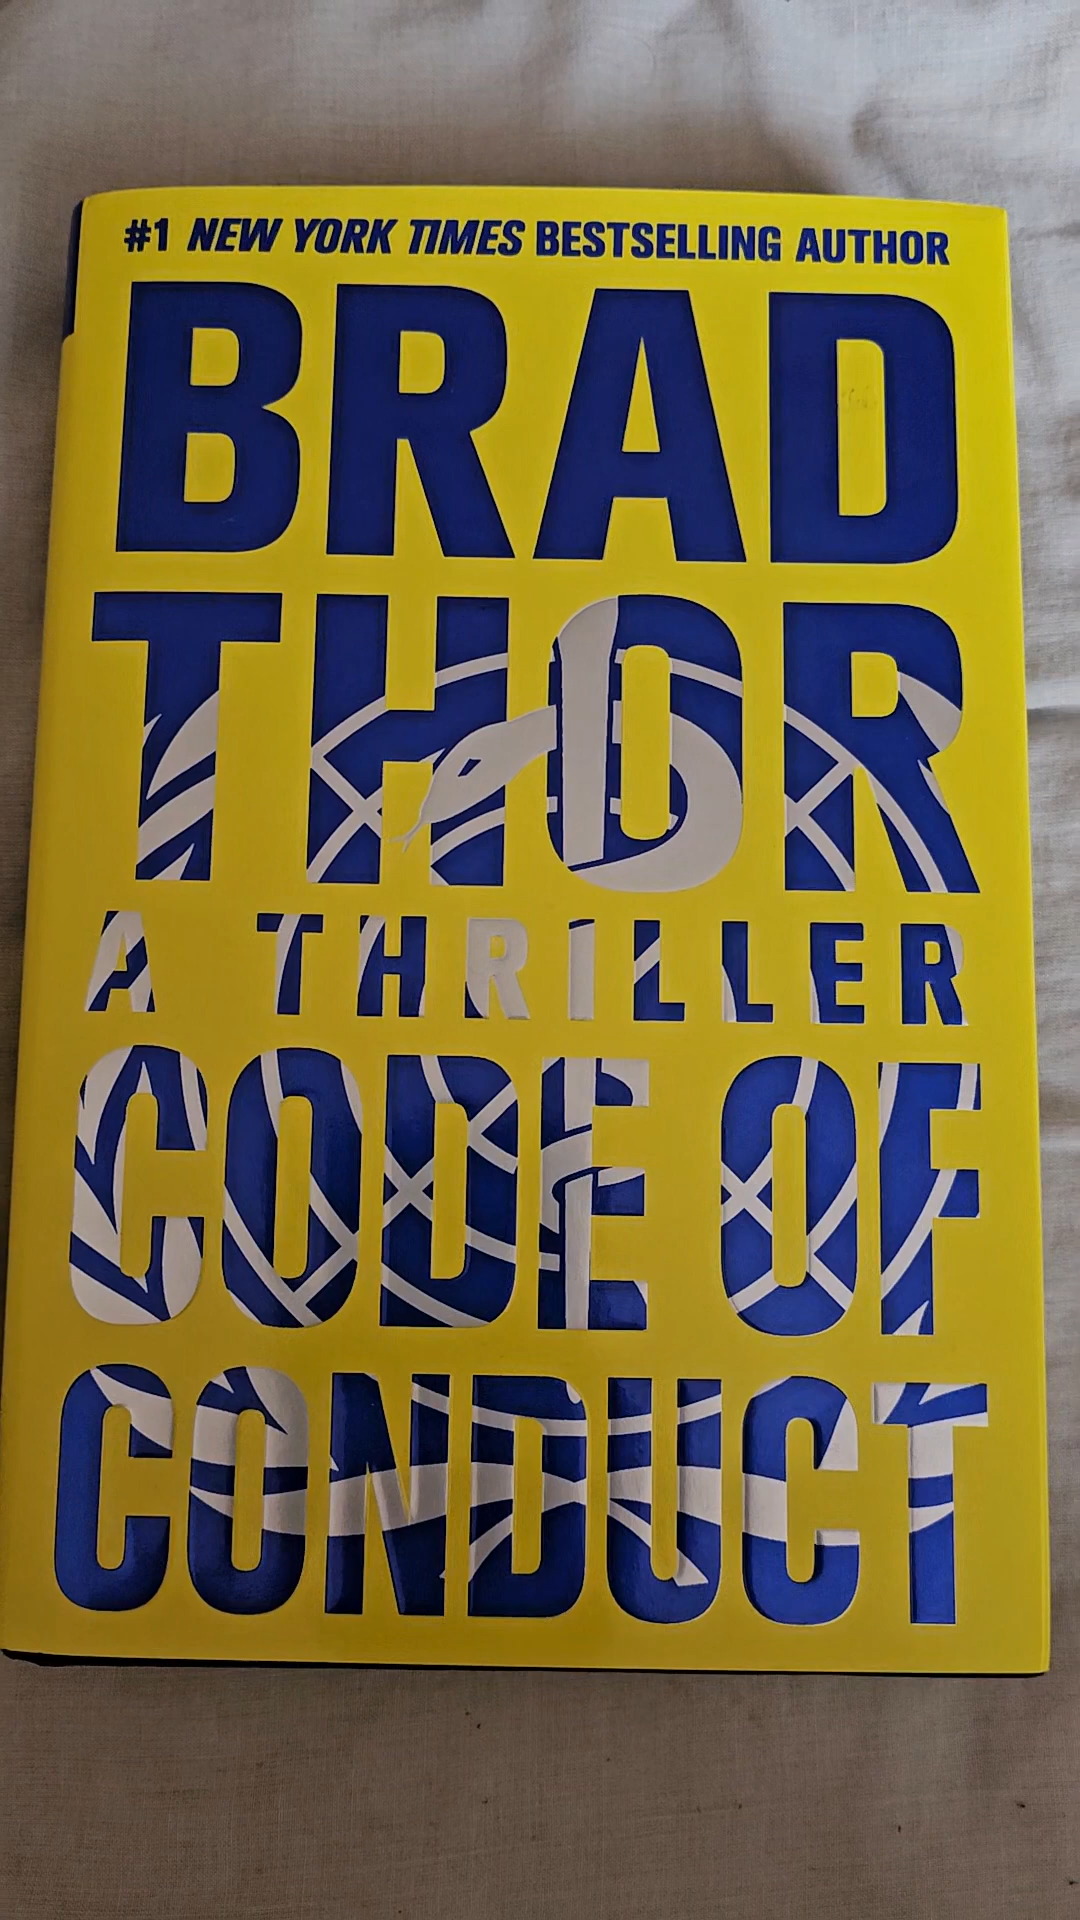 #1 NEW YORK TIMES BESTSELLING AUTHOR
BRAD
THOR
A THRILLER
CODE OF
CONDUCT